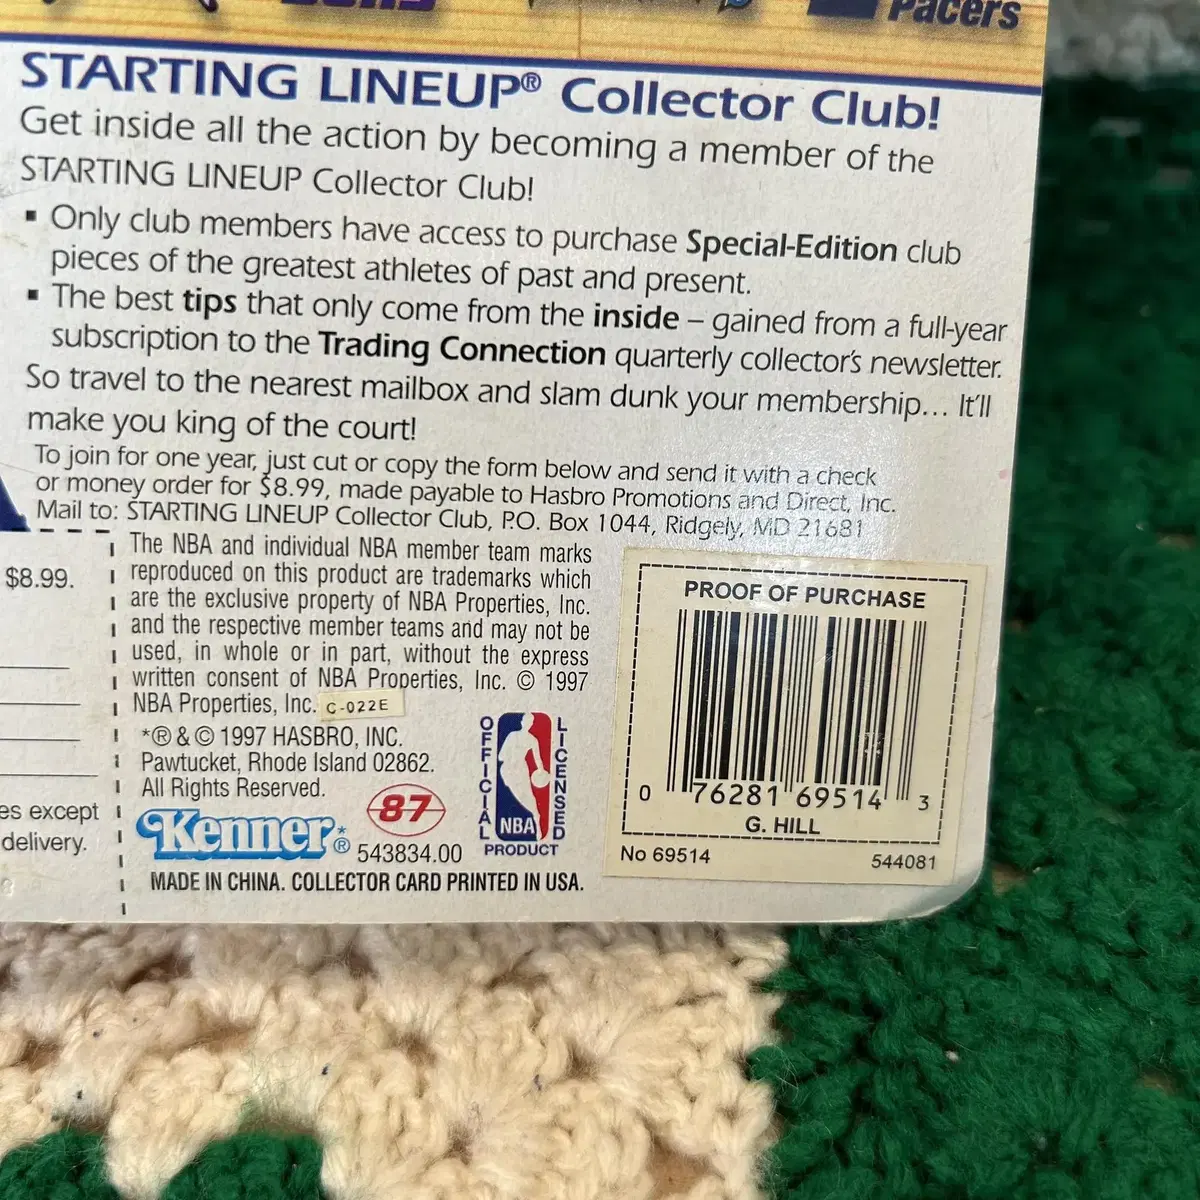 Pacers
STARTING LINEUP® Collector Club!
Get inside all the action by becoming a member of the
STARTING LINEUP Collector Club!
▪ Only club members have access to purchase Special-Edition club
pieces of the greatest athletes of past and present.
▪ The best tips that only come from the inside – gained from a full-year
subscription to the Trading Connection quarterly collector's newsletter.
So travel to the nearest mailbox and slam dunk your membership... It'll
make you king of the court!
To join for one year, just cut or copy the form below and send it with a check
or money order for $8.99, made payable to Hasbro Promotions and Direct, Inc.
Mail to: STARTING LINEUP Collector Club, P.O. Box 1044, Ridgely, MD 21681
$8.99.
es except
delivery.
The NBA and individual NBA member team marks
reproduced on this product are trademarks which
are the exclusive property of NBA Properties, Inc.
and the respective member teams and may not be
used, in whole or in part, without the express
written consent of NBA Properties, Inc. © 1997
NBA Properties, Inc. C-022E
*® & © 1997 HASBRO, INC.
Pawtucket, Rhode Island 02862.
All Rights Reserved.
87
Kenner*®
543834.00
OFFICIAL
LICENSED
NBA
PRODUCT
MADE IN CHINA. COLLECTOR CARD PRINTED IN USA.
PROOF OF PURCHASE
0 76281 69514 3
G. HILL
No 69514
544081